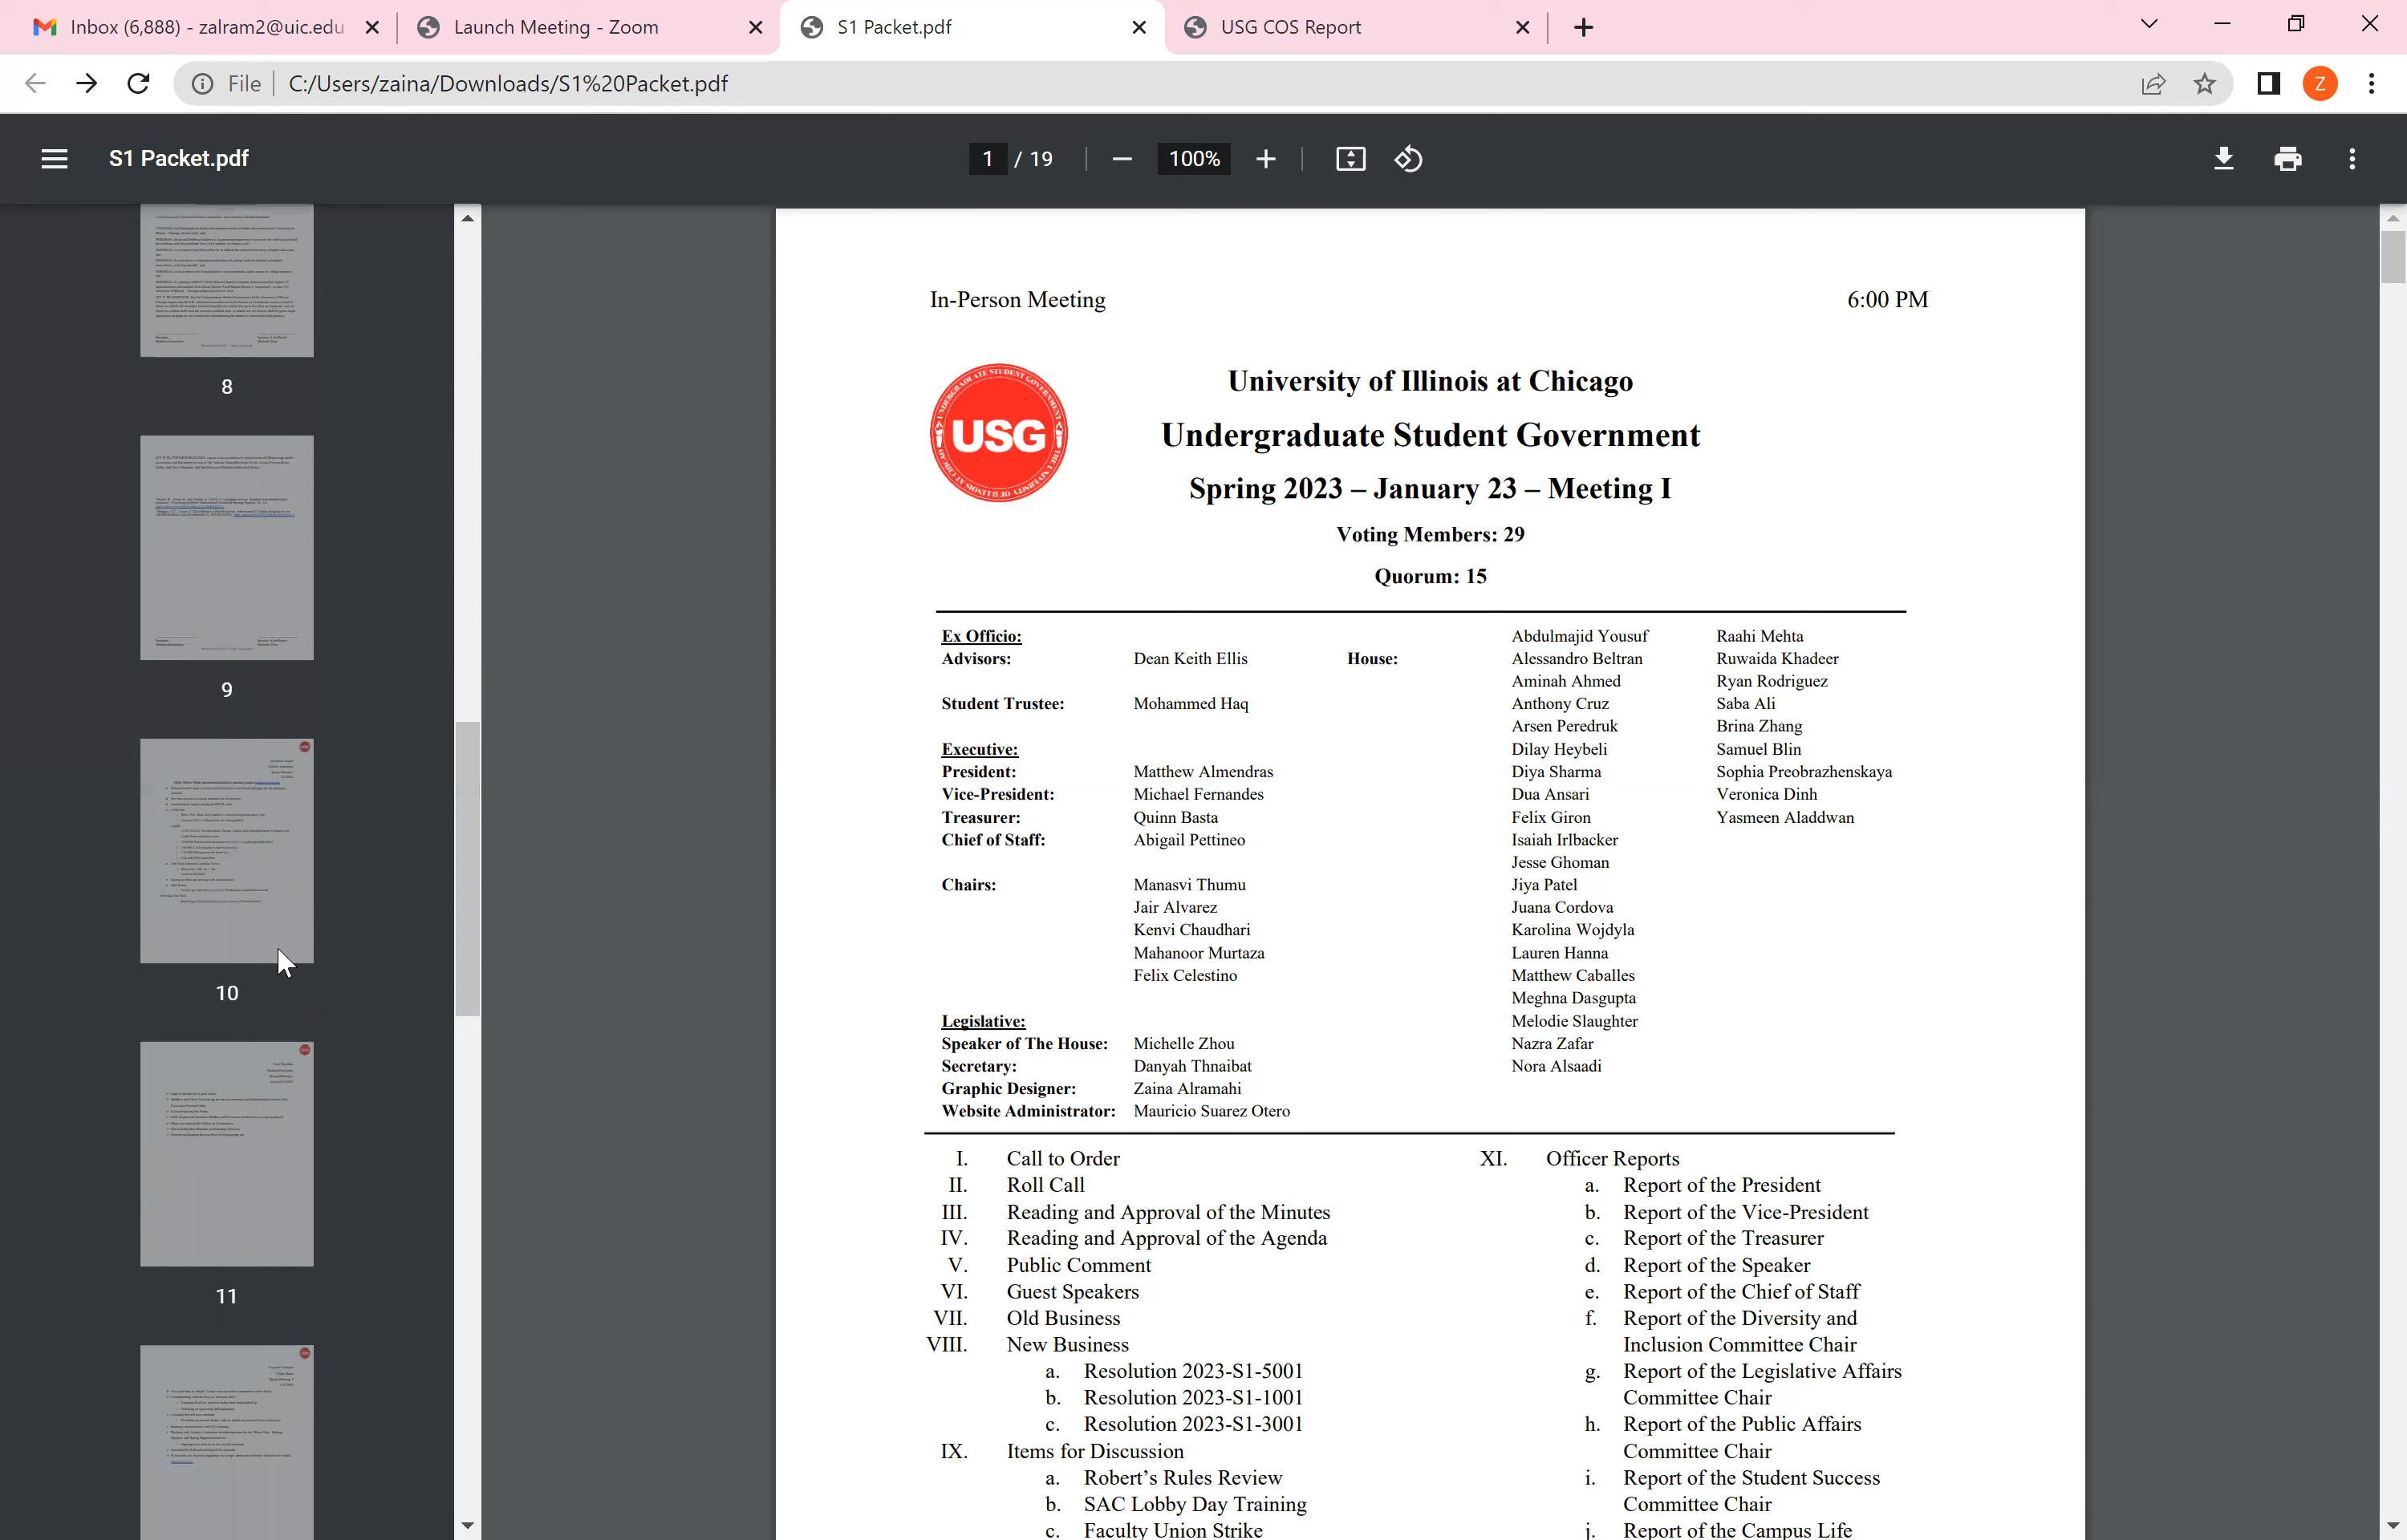 Inbox (6,888) - zalram2@uic.edu
Launch Meeting - Zoom
S1 Packet.pdf
USG COS Report
File
C:/Users/zaina/Downloads/S1%20Packet.pdf
Z
S1 Packet.pdf
1 / 19
100%
8
9
10
11
In-Person Meeting
6:00 PM
USG
University of Illinois at Chicago
Undergraduate Student Government
Spring 2023 – January 23 – Meeting I
Voting Members: 29
Quorum: 15
Ex Officio:
Advisors: Dean Keith Ellis
Student Trustee: Mohammed Haq
Executive:
President: Matthew Almendras
Vice-President: Michael Fernandes
Treasurer: Quinn Basta
Chief of Staff: Abigail Pettineo
Chairs: Manasvi Thumu
Jair Alvarez
Kenvi Chaudhari
Mahanoor Murtaza
Felix Celestino
Legislative:
Speaker of The House: Michelle Zhou
Secretary: Danyah Thnaibat
Graphic Designer: Zaina Alramahi
Website Administrator: Mauricio Suarez Otero
House:
Abdulmajid Yousuf
Alessandro Beltran
Aminah Ahmed
Anthony Cruz
Arsen Peredruk
Dilay Heybeli
Diya Sharma
Dua Ansari
Felix Giron
Isaiah Irlbacker
Jesse Ghoman
Jiya Patel
Juana Cordova
Karolina Wojdyla
Lauren Hanna
Matthew Caballes
Meghna Dasgupta
Melodie Slaughter
Nazra Zafar
Nora Alsaadi
Raahi Mehta
Ruwaida Khadeer
Ryan Rodriguez
Saba Ali
Brina Zhang
Samuel Blin
Sophia Preobrazhenskaya
Veronica Dinh
Yasmeen Aladdwan
I. Call to Order
II. Roll Call
III. Reading and Approval of the Minutes
IV. Reading and Approval of the Agenda
V. Public Comment
VI. Guest Speakers
VII. Old Business
VIII. New Business
a. Resolution 2023-S1-5001
b. Resolution 2023-S1-1001
c. Resolution 2023-S1-3001
IX. Items for Discussion
a. Robert's Rules Review
b. SAC Lobby Day Training
c. Faculty Union Strike
XI. Officer Reports
a. Report of the President
b. Report of the Vice-President
c. Report of the Treasurer
d. Report of the Speaker
e. Report of the Chief of Staff
f. Report of the Diversity and
Inclusion Committee Chair
g. Report of the Legislative Affairs
Committee Chair
h. Report of the Public Affairs
Committee Chair
i. Report of the Student Success
Committee Chair
j. Report of the Campus Life